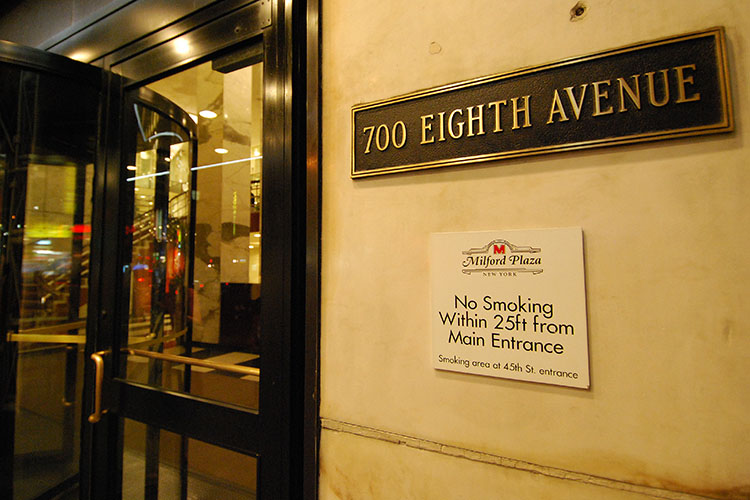 700 EIGHTH AVENUE
M
Milford Plaza
NEW YORK
No Smoking
Within 25ft from
Main Entrance
Smoking area at 45th St. entrance